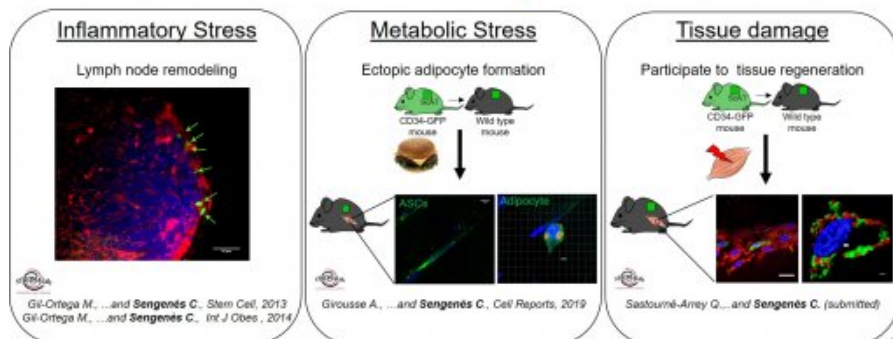 Inflammatory Stress
Lymph node remodeling
Gil-Ortega M., ...and Sengenès C., Stem Cell, 2013
Gil-Ortega M., ...and Sengenès C., Int J Obes , 2014
Metabolic Stress
Ectopic adipocyte formation
ScAT
CD34-GFP
mouse
Wild type
mouse
ASCs
Adipocyte
Girousse A., ...and Sengenès C., Cell Reports, 2019
Tissue damage
Participate to tissue regeneration
ScAT
CD34-GFP
mouse
Wild type
mouse
Sastourné-Arrey Q.,...and Sengenès C. (submitted)